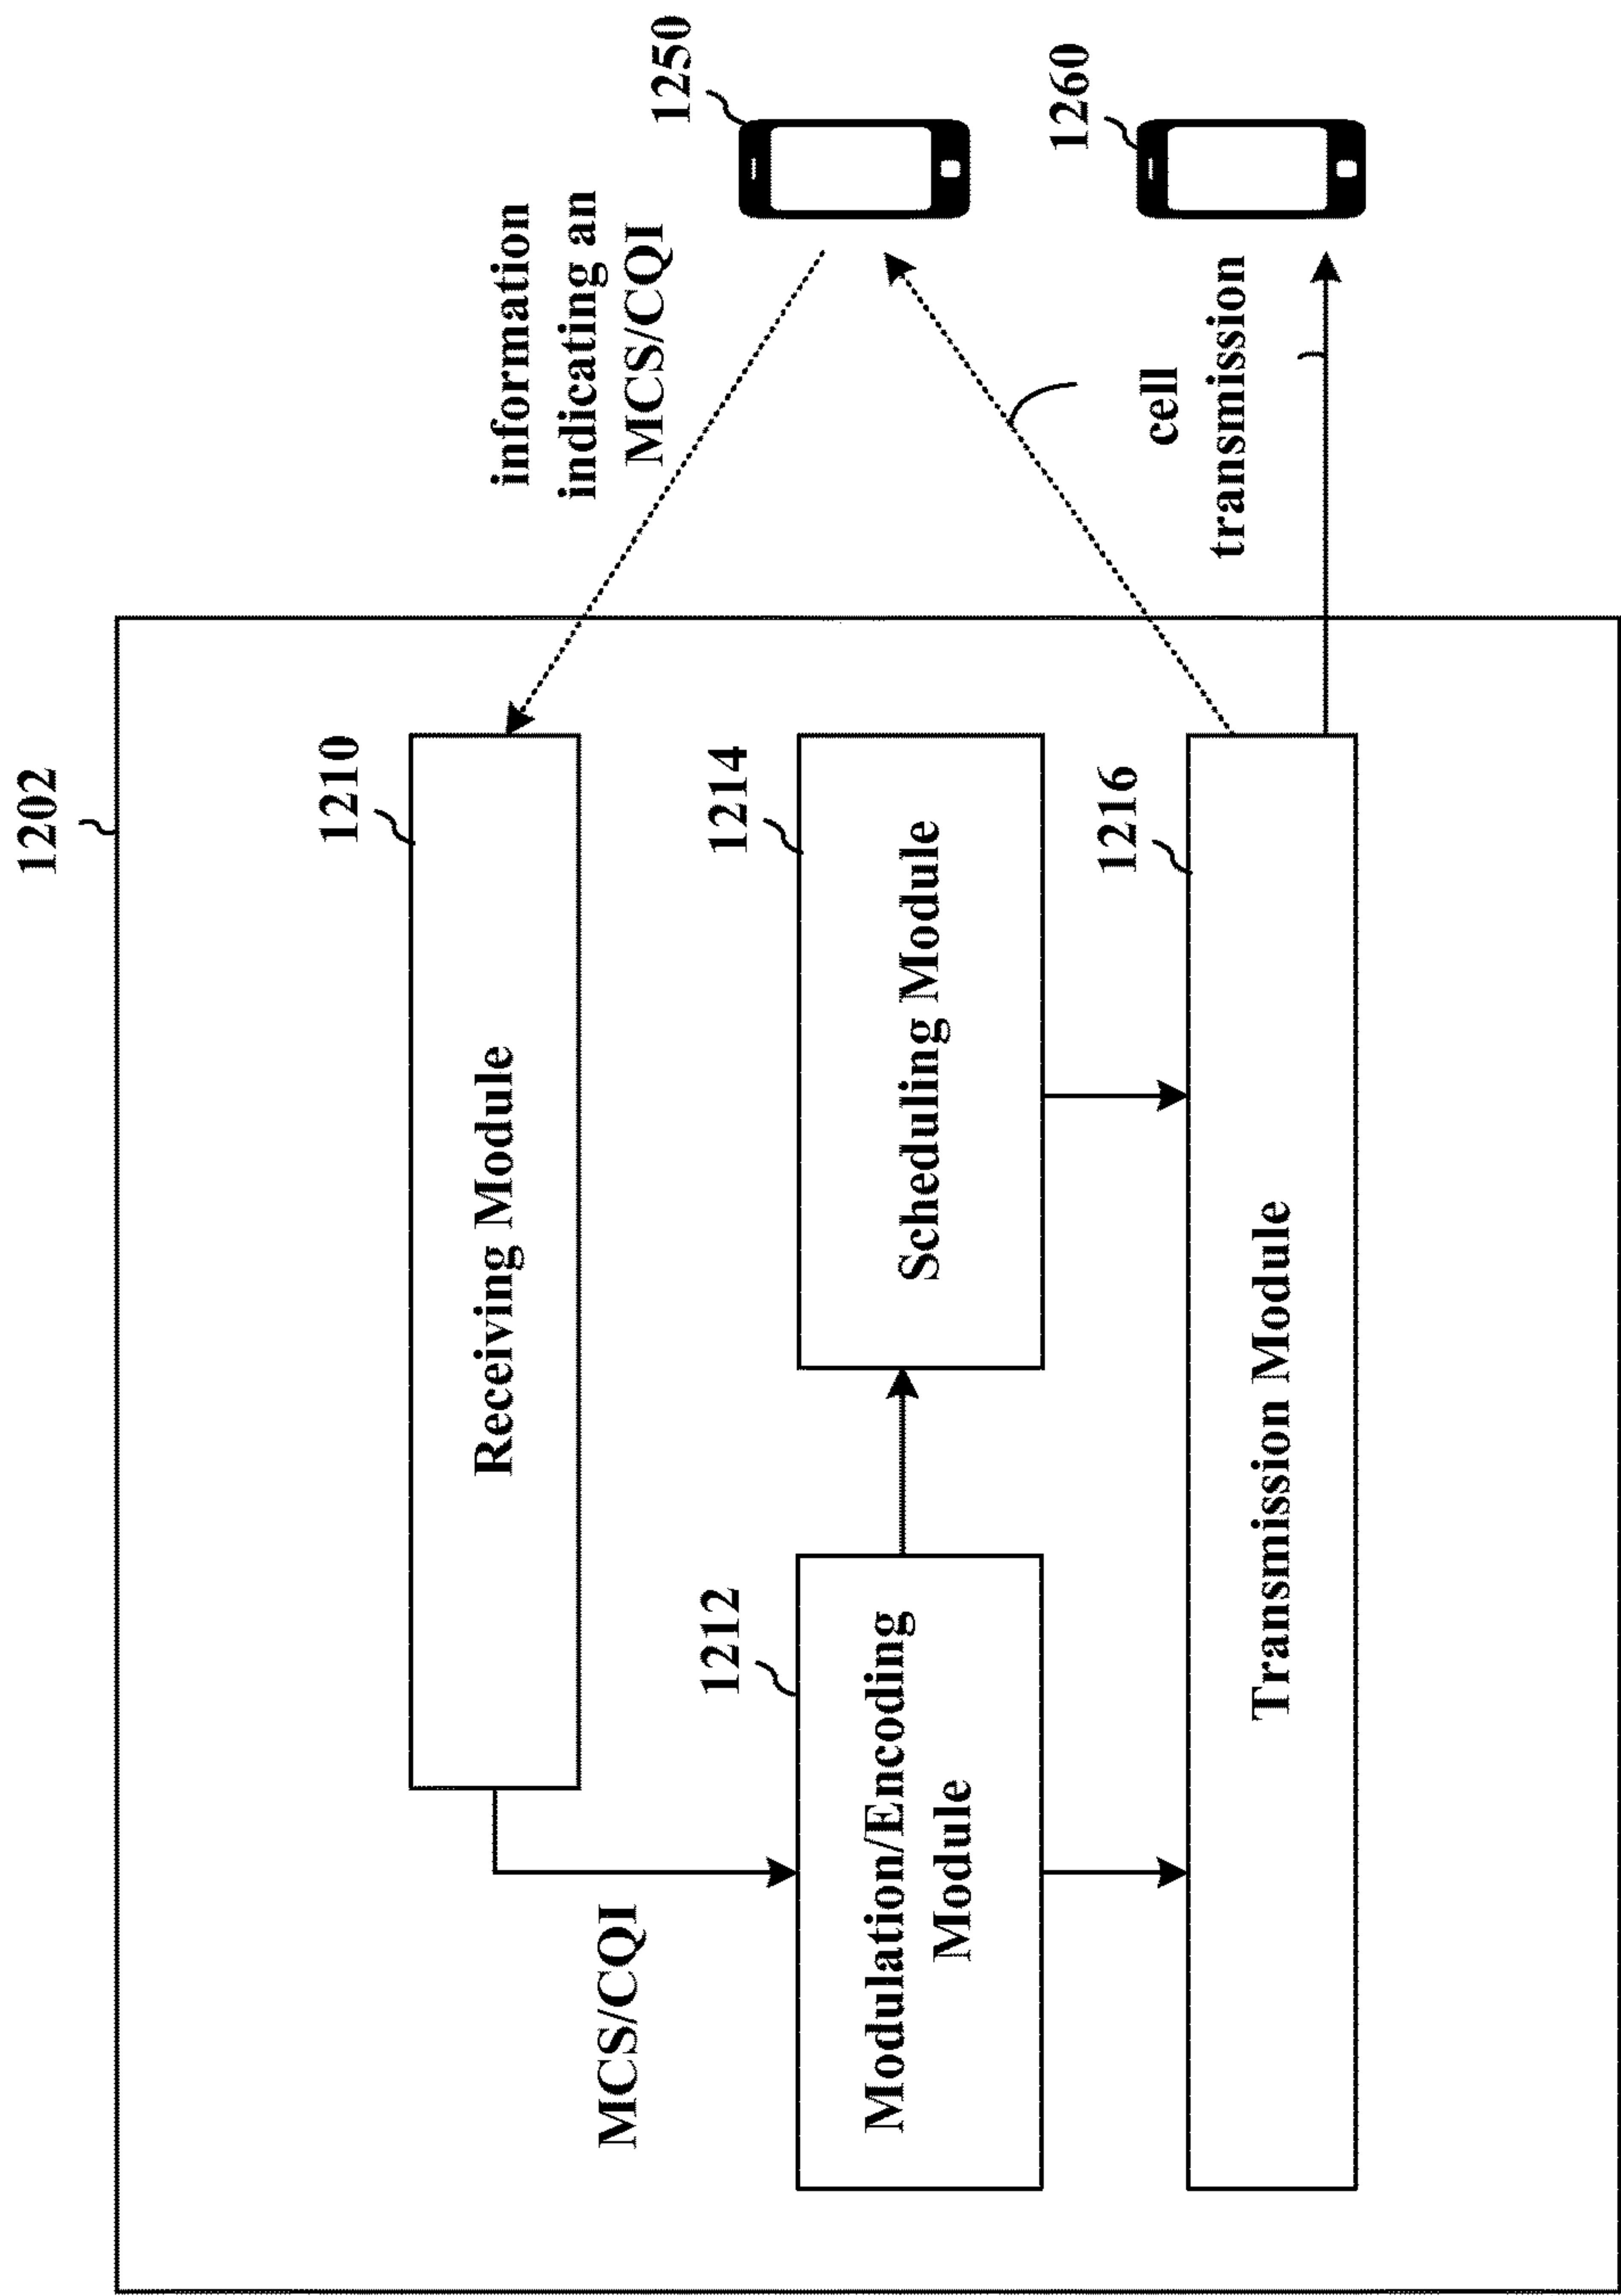 1202
1210
Receiving Module
information
indicating an
MCS/CQI
1250
MCS/CQI
1212
Modulation/Encoding
Module
1214
Scheduling Module
1216
Transmission Module
cell
transmission
1260